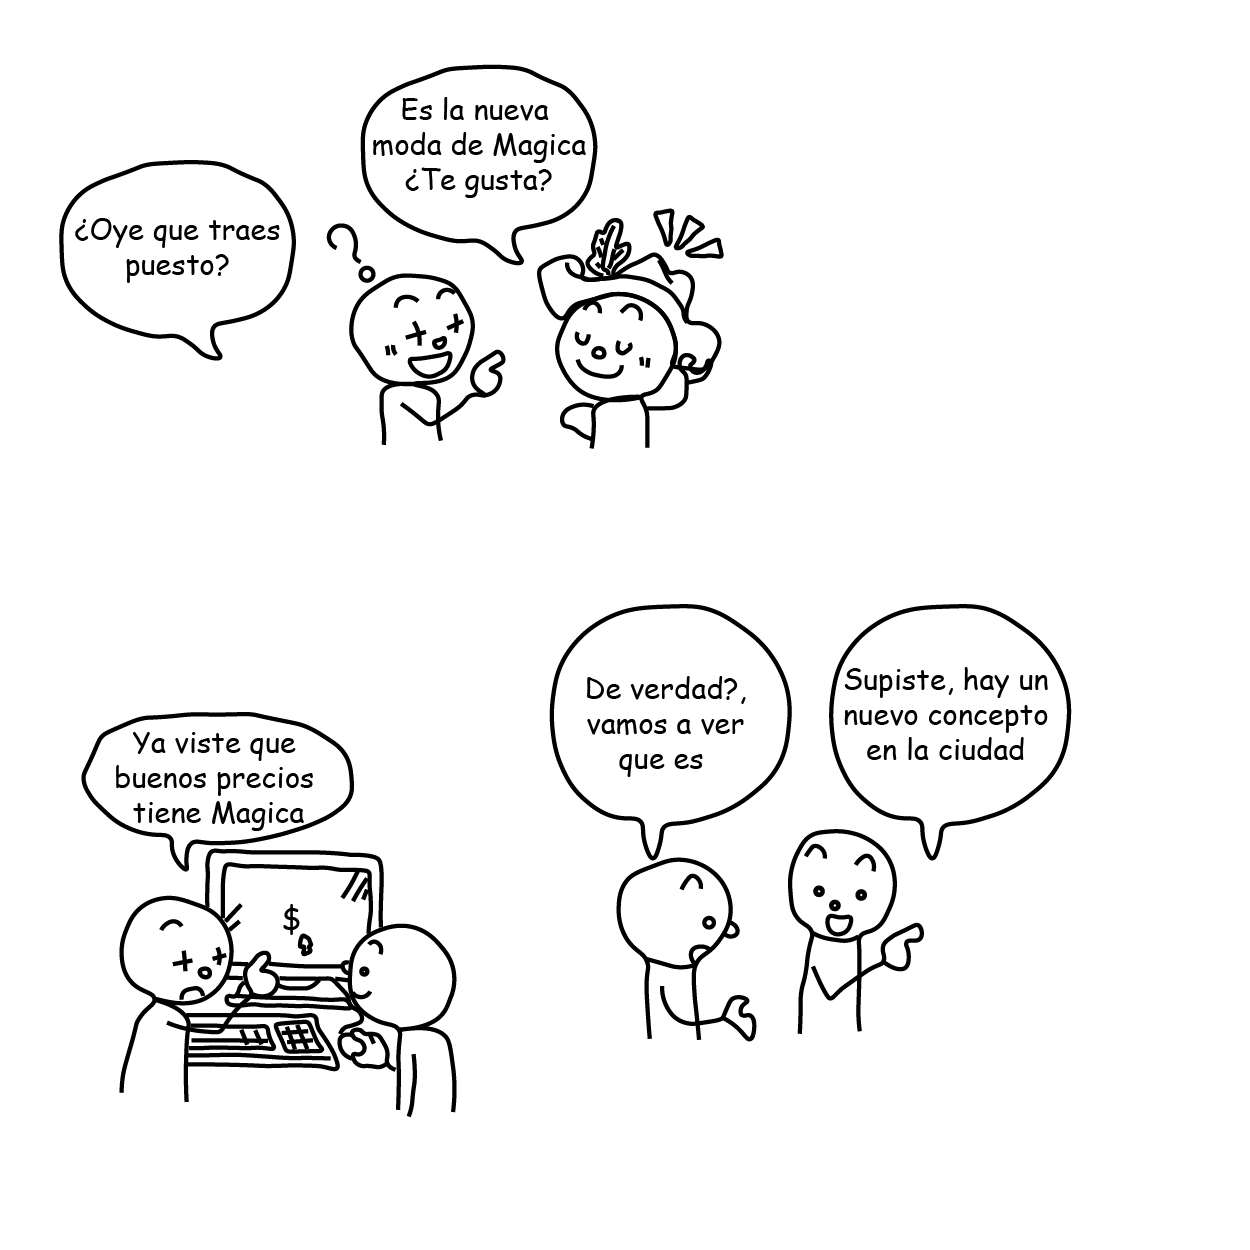 ¿Oye que traes
puesto?
Es la nueva
moda de Magica
¿Te gusta?
Ya viste que
buenos precios
tiene Magica
$
De verdad?,
vamos a ver
que es
Supiste, hay un
nuevo concepto
en la ciudad